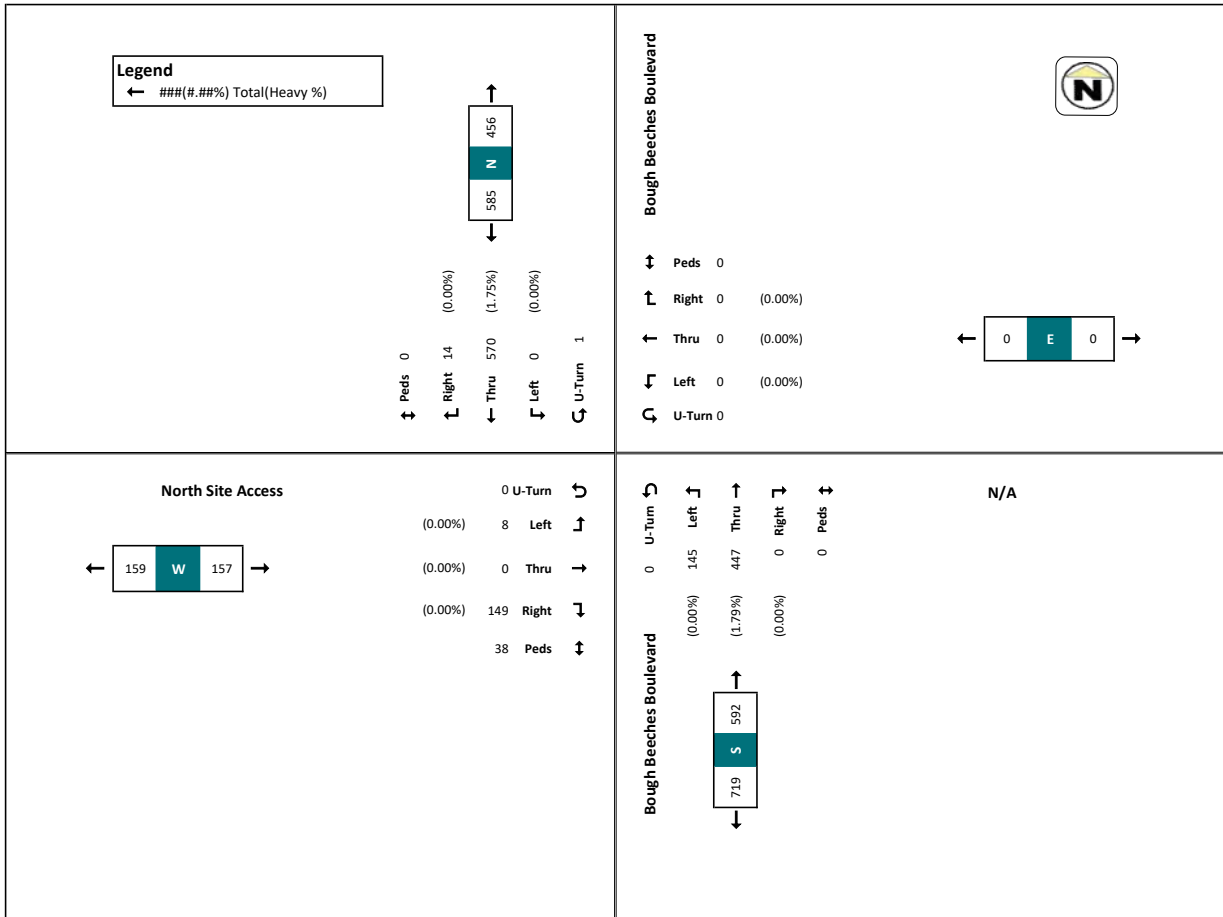 Legend
###(#.##%) Total(Heavy %)
456
N
585
(0.00%)
(1.75%)
(0.00%)
Peds 0
Right 14
Thru 570
Left 0
U-Turn 1
Bough Beeches Boulevard
N
Peds 0
Right 0 (0.00%)
Thru 0 (0.00%)
Left 0 (0.00%)
U-Turn 0
0 E 0
North Site Access
159 W 157
0 U-Turn
(0.00%) 8 Left
(0.00%) 0 Thru
(0.00%) 149 Right
38 Peds
0 U-Turn
(0.00%) 145 Left
(1.79%) 447 Thru
(0.00%) 0 Right
0 Peds
Bough Beeches Boulevard
592
S
719
N/A